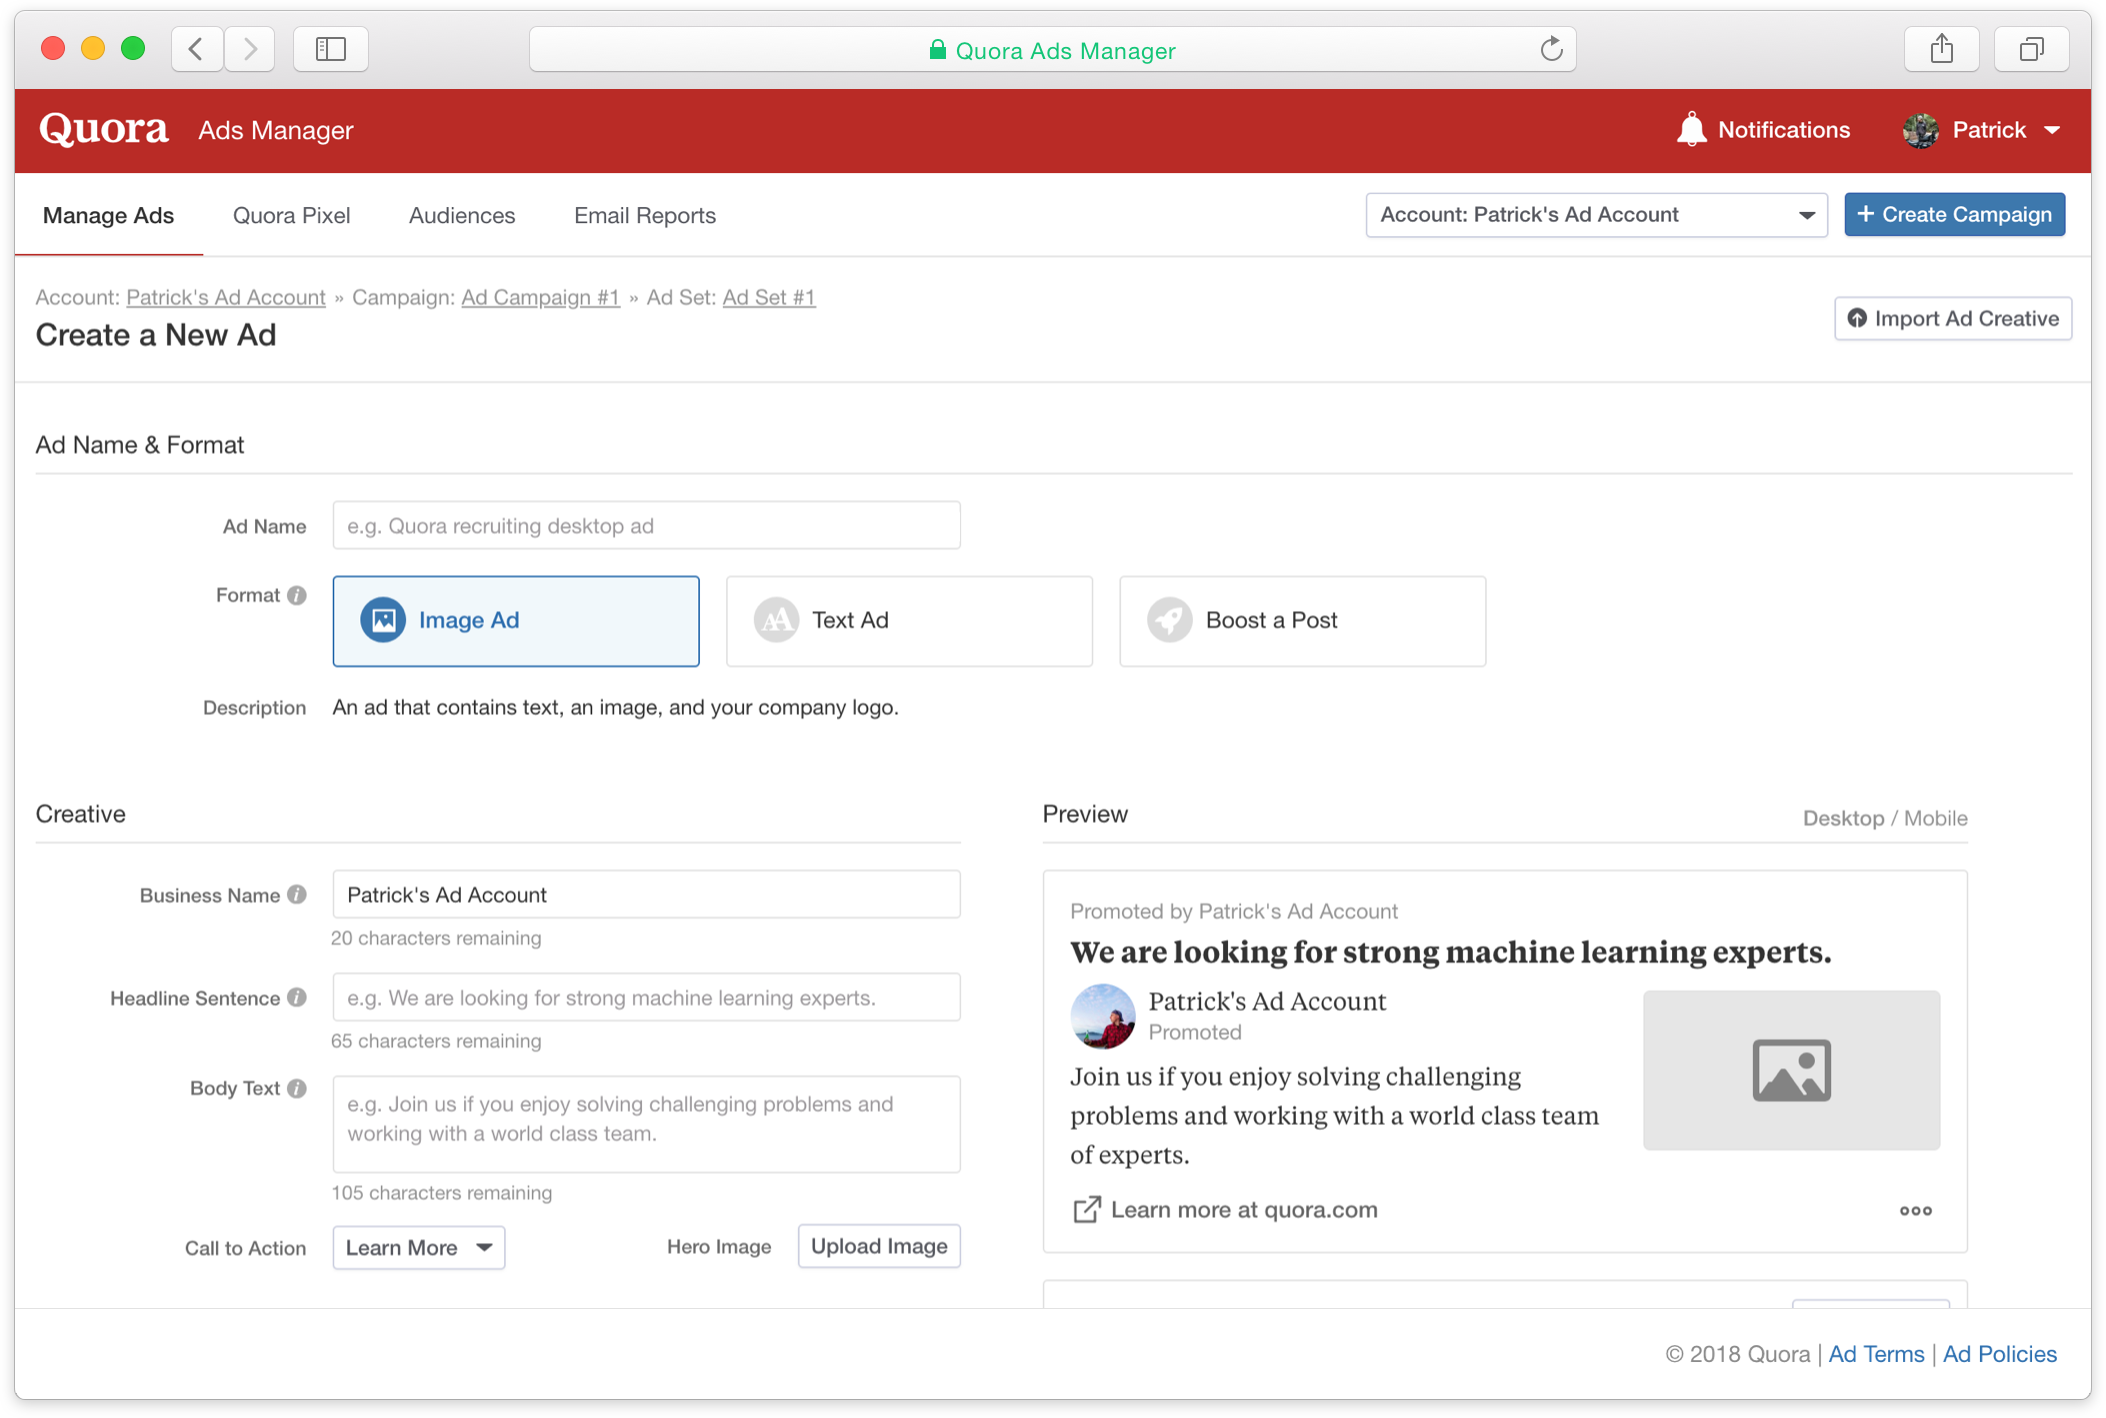 Quora Ads Manager
Quora Ads Manager Notifications Patrick
Manage Ads Quora Pixel Audiences Email Reports Account: Patrick's Ad Account + Create Campaign
Account: Patrick's Ad Account » Campaign: Ad Campaign #1 » Ad Set: Ad Set #1
Create a New Ad
Import Ad Creative
Ad Name & Format
Ad Name e.g. Quora recruiting desktop ad
Format i Image Ad AA Text Ad Boost a Post
Description An ad that contains text, an image, and your company logo.
Creative
Business Name i Patrick's Ad Account
20 characters remaining
Headline Sentence i e.g. We are looking for strong machine learning experts.
65 characters remaining
Body Text i e.g. Join us if you enjoy solving challenging problems and
working with a world class team.
105 characters remaining
Call to Action Learn More Hero Image Upload Image
Preview Desktop / Mobile
Promoted by Patrick's Ad Account
We are looking for strong machine learning experts.
Patrick's Ad Account
Promoted
Join us if you enjoy solving challenging
problems and working with a world class team
of experts.
Learn more at quora.com
© 2018 Quora | Ad Terms | Ad Policies